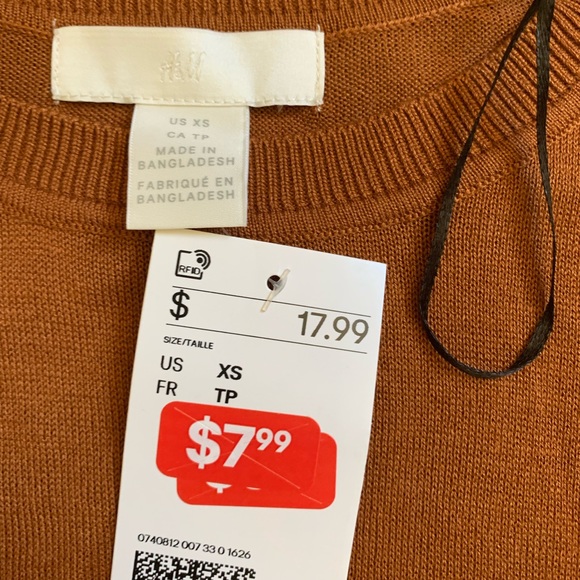 H&M
US XS
CA TP
MADE IN
BANGLADESH
FABRIQUÉ EN
BANGLADESH
RFID
$ 17.99
SIZE/TAILLE
US XS
FR TP
$7.99
0740812 007 33 0 1626